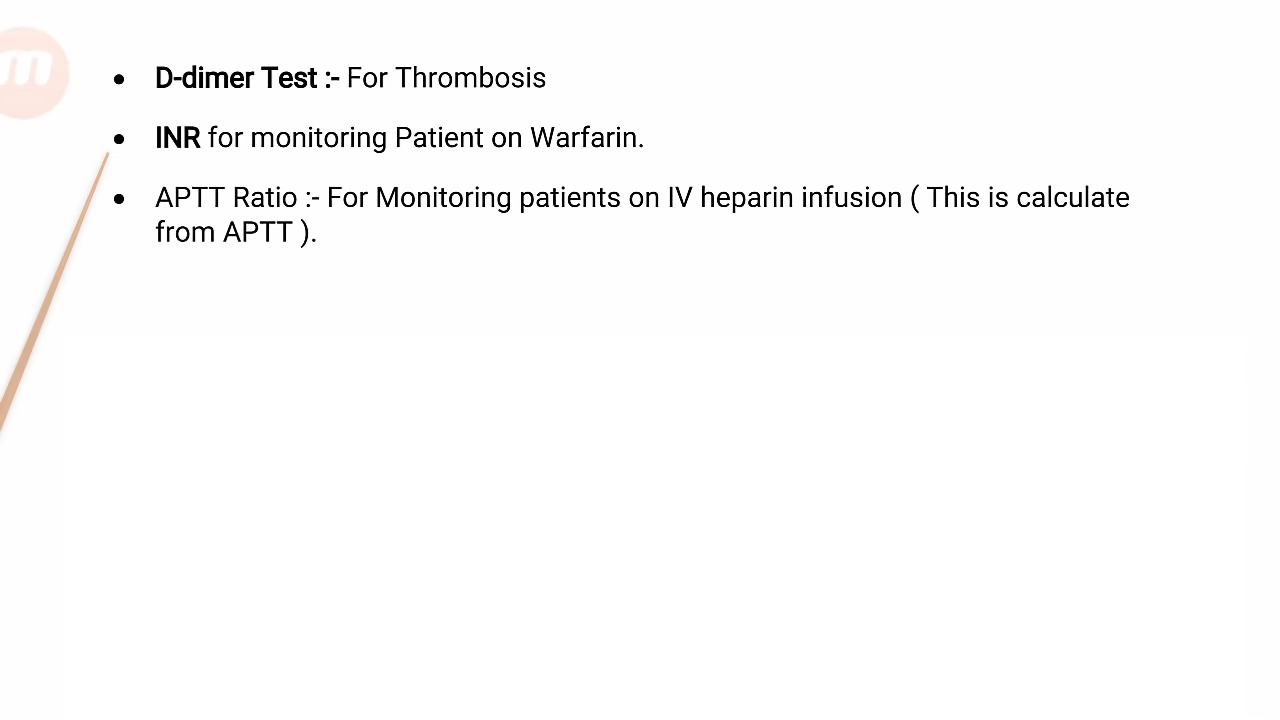 • D-dimer Test :- For Thrombosis
• INR for monitoring Patient on Warfarin.
• APTT Ratio :- For Monitoring patients on IV heparin infusion ( This is calculate
from APTT ).